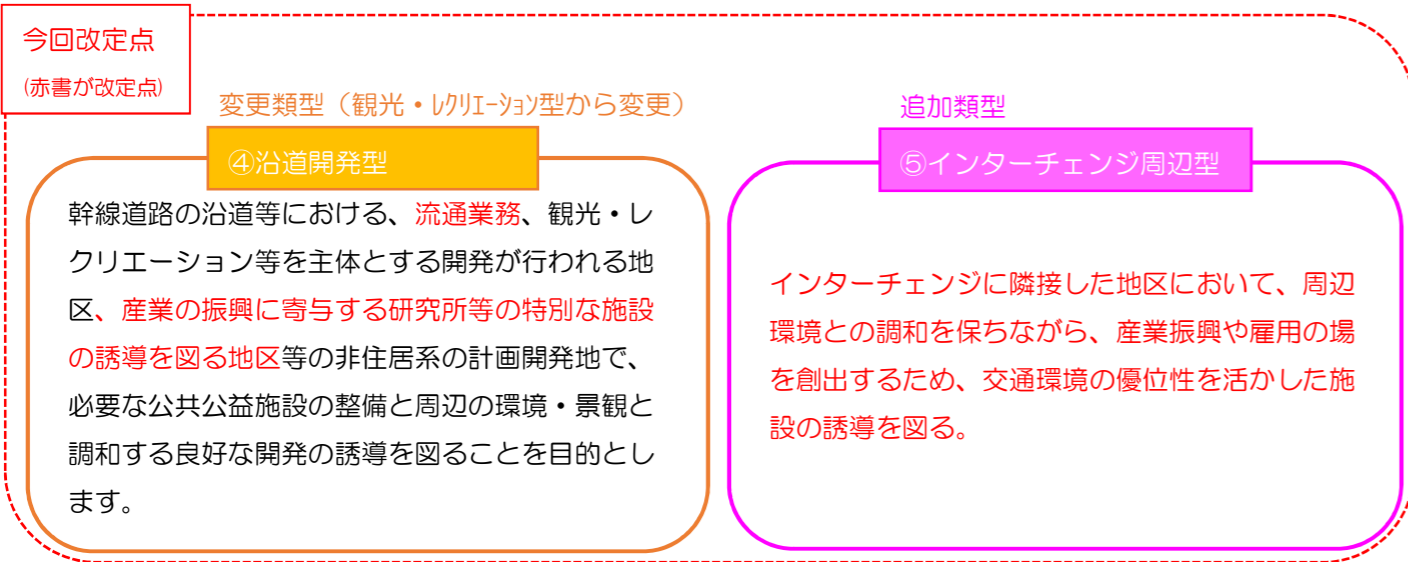 今回改定点
(赤書が改定点)
変更類型（観光・ﾚｸﾘｴｰｼｮﾝ型から変更）
④沿道開発型
幹線道路の沿道等における、流通業務、観光・レ
クリエーション等を主体とする開発が行われる地
区、産業の振興に寄与する研究所等の特別な施設
の誘導を図る地区等の非住居系の計画開発地で、
必要な公共公益施設の整備と周辺の環境・景観と
調和する良好な開発の誘導を図ることを目的とし
ます。
追加類型
⑤インターチェンジ周辺型
インターチェンジに隣接した地区において、周辺
環境との調和を保ちながら、産業振興や雇用の場
を創出するため、交通環境の優位性を活かした施
設の誘導を図る。